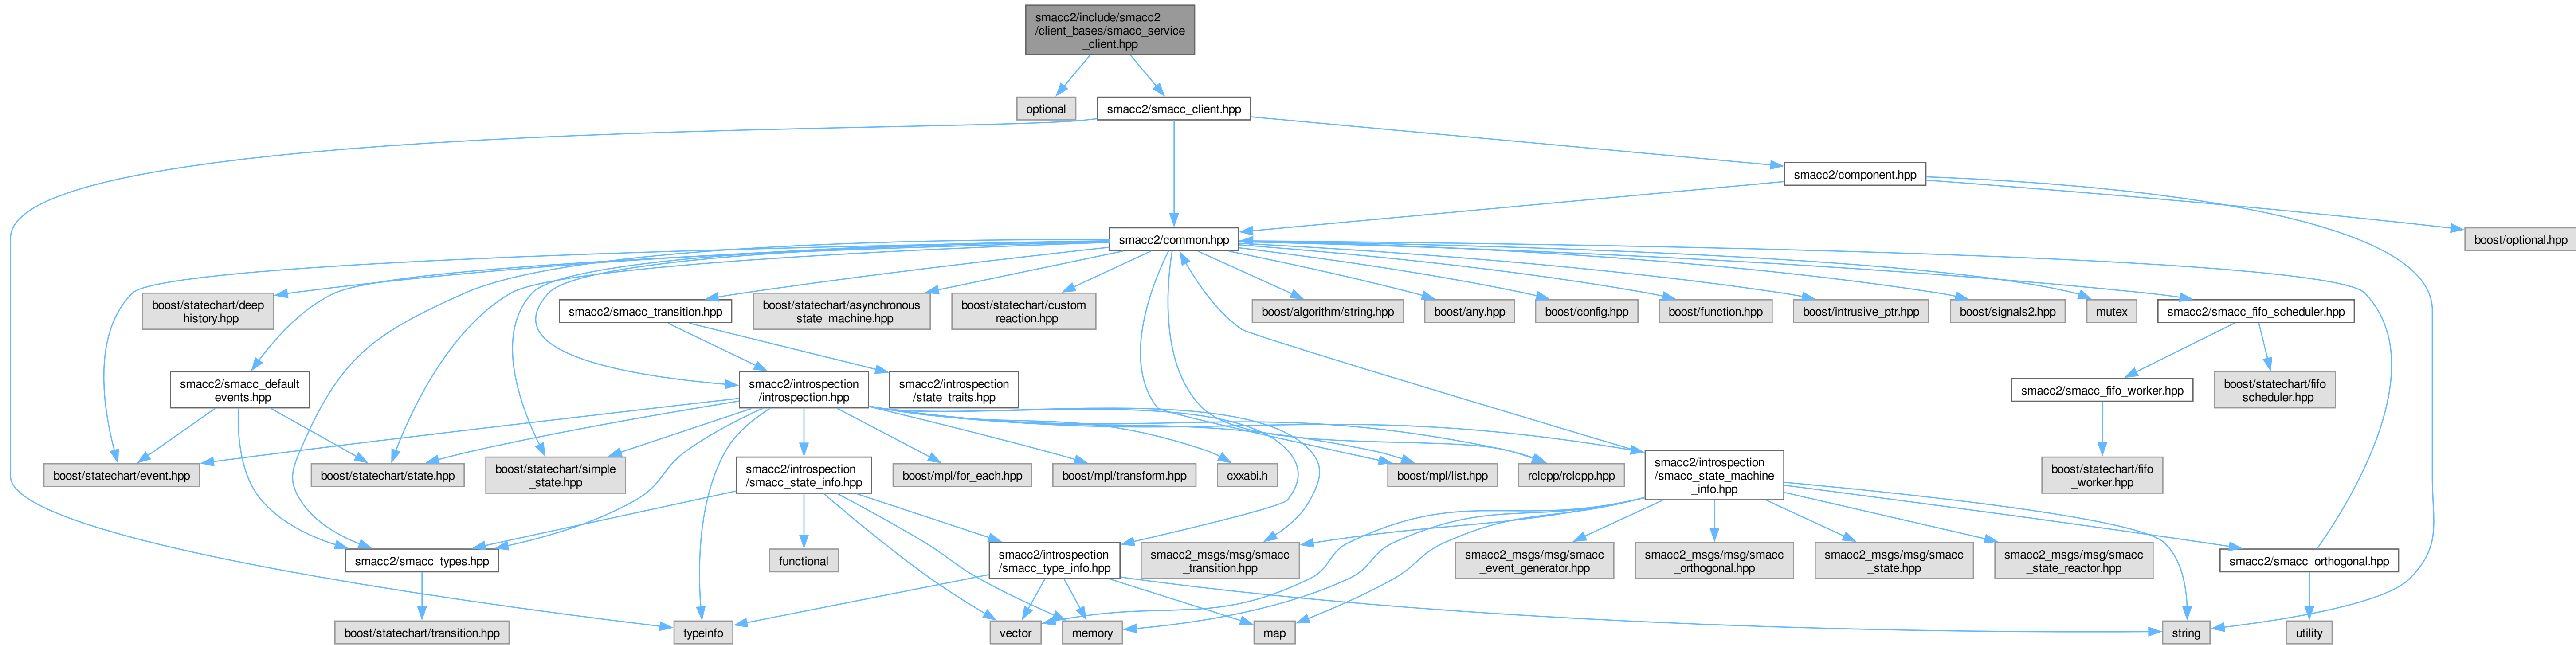 smacc2/include/smacc2
/client_bases/smacc_service
_client.hpp
optional
smacc2/smacc_client.hpp
smacc2/component.hpp
smacc2/common.hpp
boost/optional.hpp
boost/statechart/deep
_history.hpp
smacc2/smacc_transition.hpp
boost/statechart/asynchronous
_state_machine.hpp
boost/statechart/custom
_reaction.hpp
boost/algorithm/string.hpp
boost/any.hpp
boost/config.hpp
boost/function.hpp
boost/intrusive_ptr.hpp
boost/signals2.hpp
mutex
smacc2/smacc_fifo_scheduler.hpp
smacc2/smacc_default
_events.hpp
smacc2/introspection
/introspection.hpp
smacc2/introspection
/state_traits.hpp
smacc2/smacc_fifo_worker.hpp
boost/statechart/fifo
_scheduler.hpp
boost/statechart/event.hpp
boost/statechart/state.hpp
boost/statechart/simple
_state.hpp
smacc2/introspection
/smacc_state_info.hpp
boost/mpl/for_each.hpp
boost/mpl/transform.hpp
cxxabi.h
boost/mpl/list.hpp
rclcpp/rclcpp.hpp
smacc2/introspection
/smacc_state_machine
_info.hpp
boost/statechart/fifo
_worker.hpp
smacc2/smacc_types.hpp
functional
smacc2/introspection
/smacc_type_info.hpp
smacc2_msgs/msg/smacc
_transition.hpp
smacc2_msgs/msg/smacc
_event_generator.hpp
smacc2_msgs/msg/smacc
_orthogonal.hpp
smacc2_msgs/msg/smacc
_state.hpp
smacc2_msgs/msg/smacc
_state_reactor.hpp
smacc2/smacc_orthogonal.hpp
boost/statechart/transition.hpp
typeinfo
vector
memory
map
string
utility